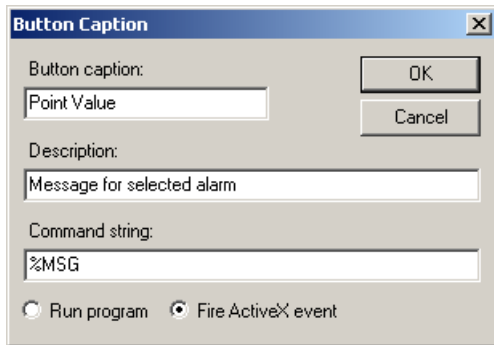 Button Caption
Button caption:
OK
Point Value
Cancel
Description:
Message for selected alarm
Command string:
%MSG
Run program
Fire ActiveX event